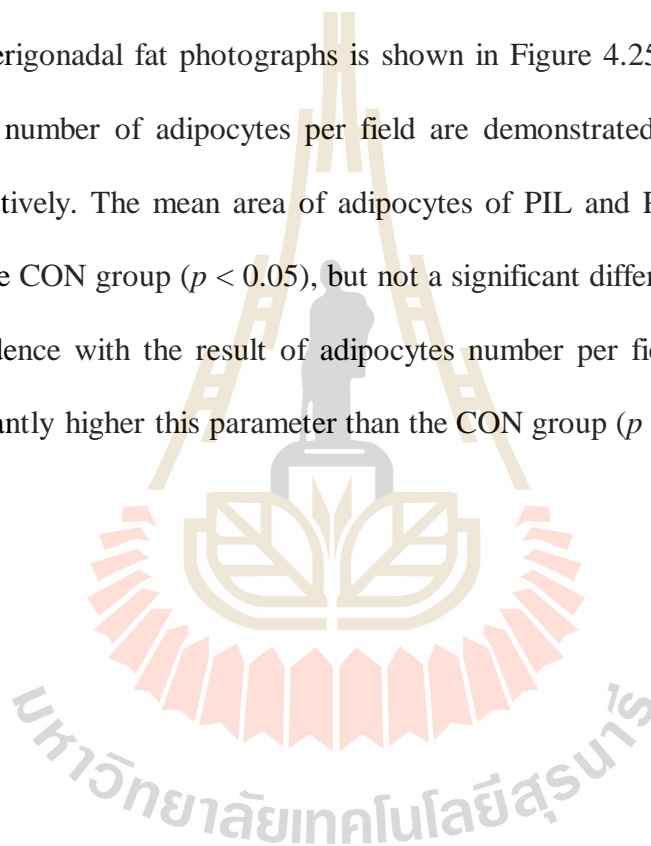 erigonadal fat photographs is shown in Figure 4.25
number of adipocytes per field are demonstrated
tively. The mean area of adipocytes of PIL and
e CON group (p < 0.05), but not a significant differ
lence with the result of adipocytes number per fie
antly higher this parameter than the CON group (p
มหาวิทยาลัยเทคโนโลยีสุรนารี